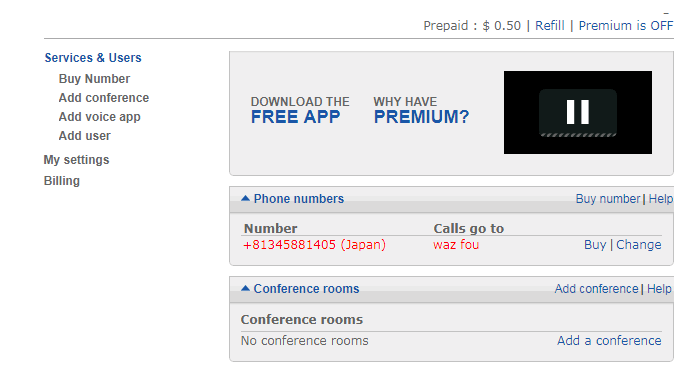 Prepaid : $ 0.50 | Refill | Premium is OFF
Services & Users
Buy Number
Add conference
Add voice app
Add user
My settings
Billing
DOWNLOAD THE
FREE APP
WHY HAVE
PREMIUM?
Phone numbers
Buy number | Help
Number Calls go to
+81345881405 (Japan) waz fou Buy | Change
Conference rooms
Add conference | Help
Conference rooms
No conference rooms Add a conference